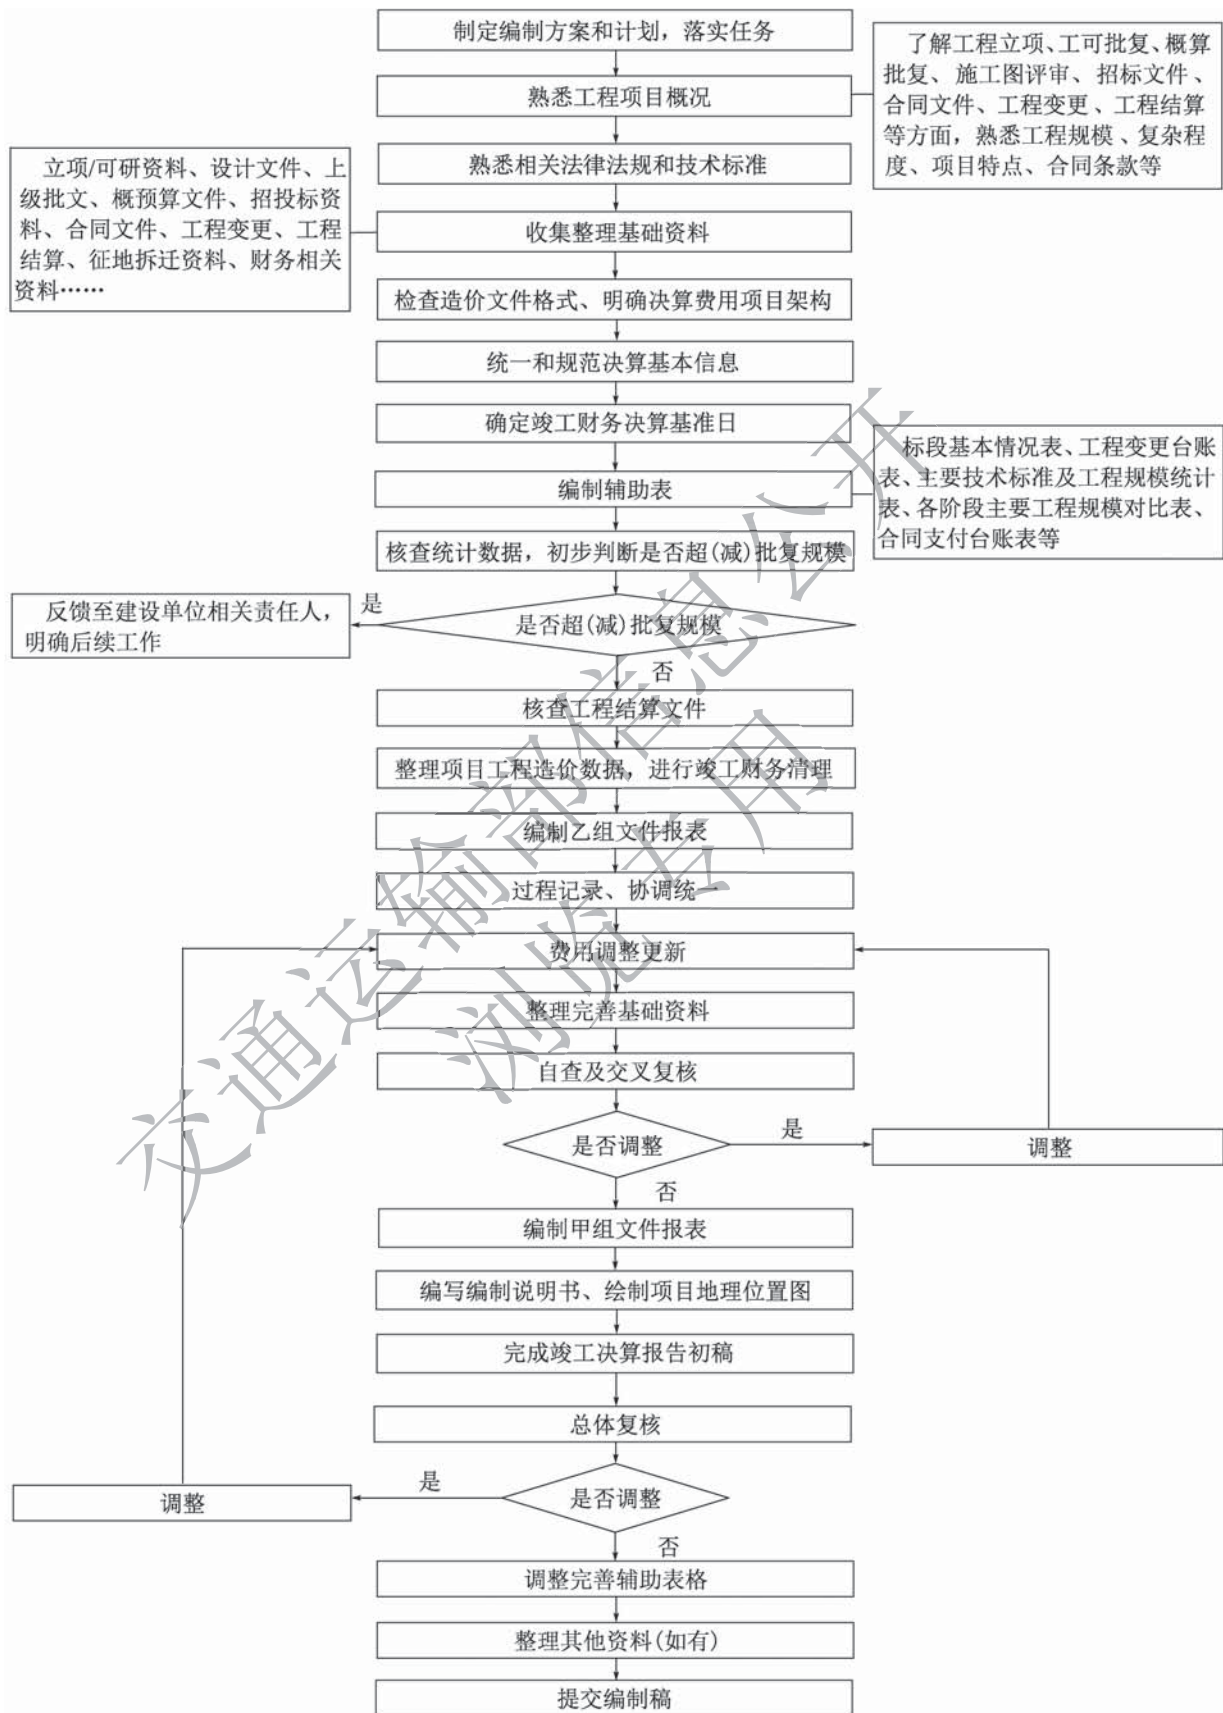 制定编制方案和计划，落实任务
熟悉工程项目概况
了解工程立项、工可批复、概算
批复、施工图评审、招标文件、
合同文件、工程变更、工程结算
等方面，熟悉工程规模、复杂程
度、项目特点、合同条款等
熟悉相关法律法规和技术标准
立项/可研资料、设计文件、上
级批文、概预算文件、招投标资
料、合同文件、工程变更、工程
结算、征地拆迁资料、财务相关
资料……
收集整理基础资料
检查造价文件格式、明确决算费用项目架构
统一和规范决算基本信息
确定竣工财务决算基准日
编制辅助表
标段基本情况表、工程变更台账
表、主要技术标准及工程规模统计
表、各阶段主要工程规模对比表、
合同支付台账表等
核查统计数据，初步判断是否超(减)批复规模
是否超(减)批复规模
是
反馈至建设单位相关责任人，
明确后续工作
否
核查工程结算文件
整理项目工程造价数据，进行竣工财务清理
编制乙组文件报表
过程记录、协调统一
费用调整更新
整理完善基础资料
自查及交叉复核
是否调整
是
调整
否
编制甲组文件报表
编写编制说明书、绘制项目地理位置图
完成竣工决算报告初稿
总体复核
是否调整
是
调整
否
调整完善辅助表格
整理其他资料(如有)
提交编制稿
交通运输部信息公开
浏览专用